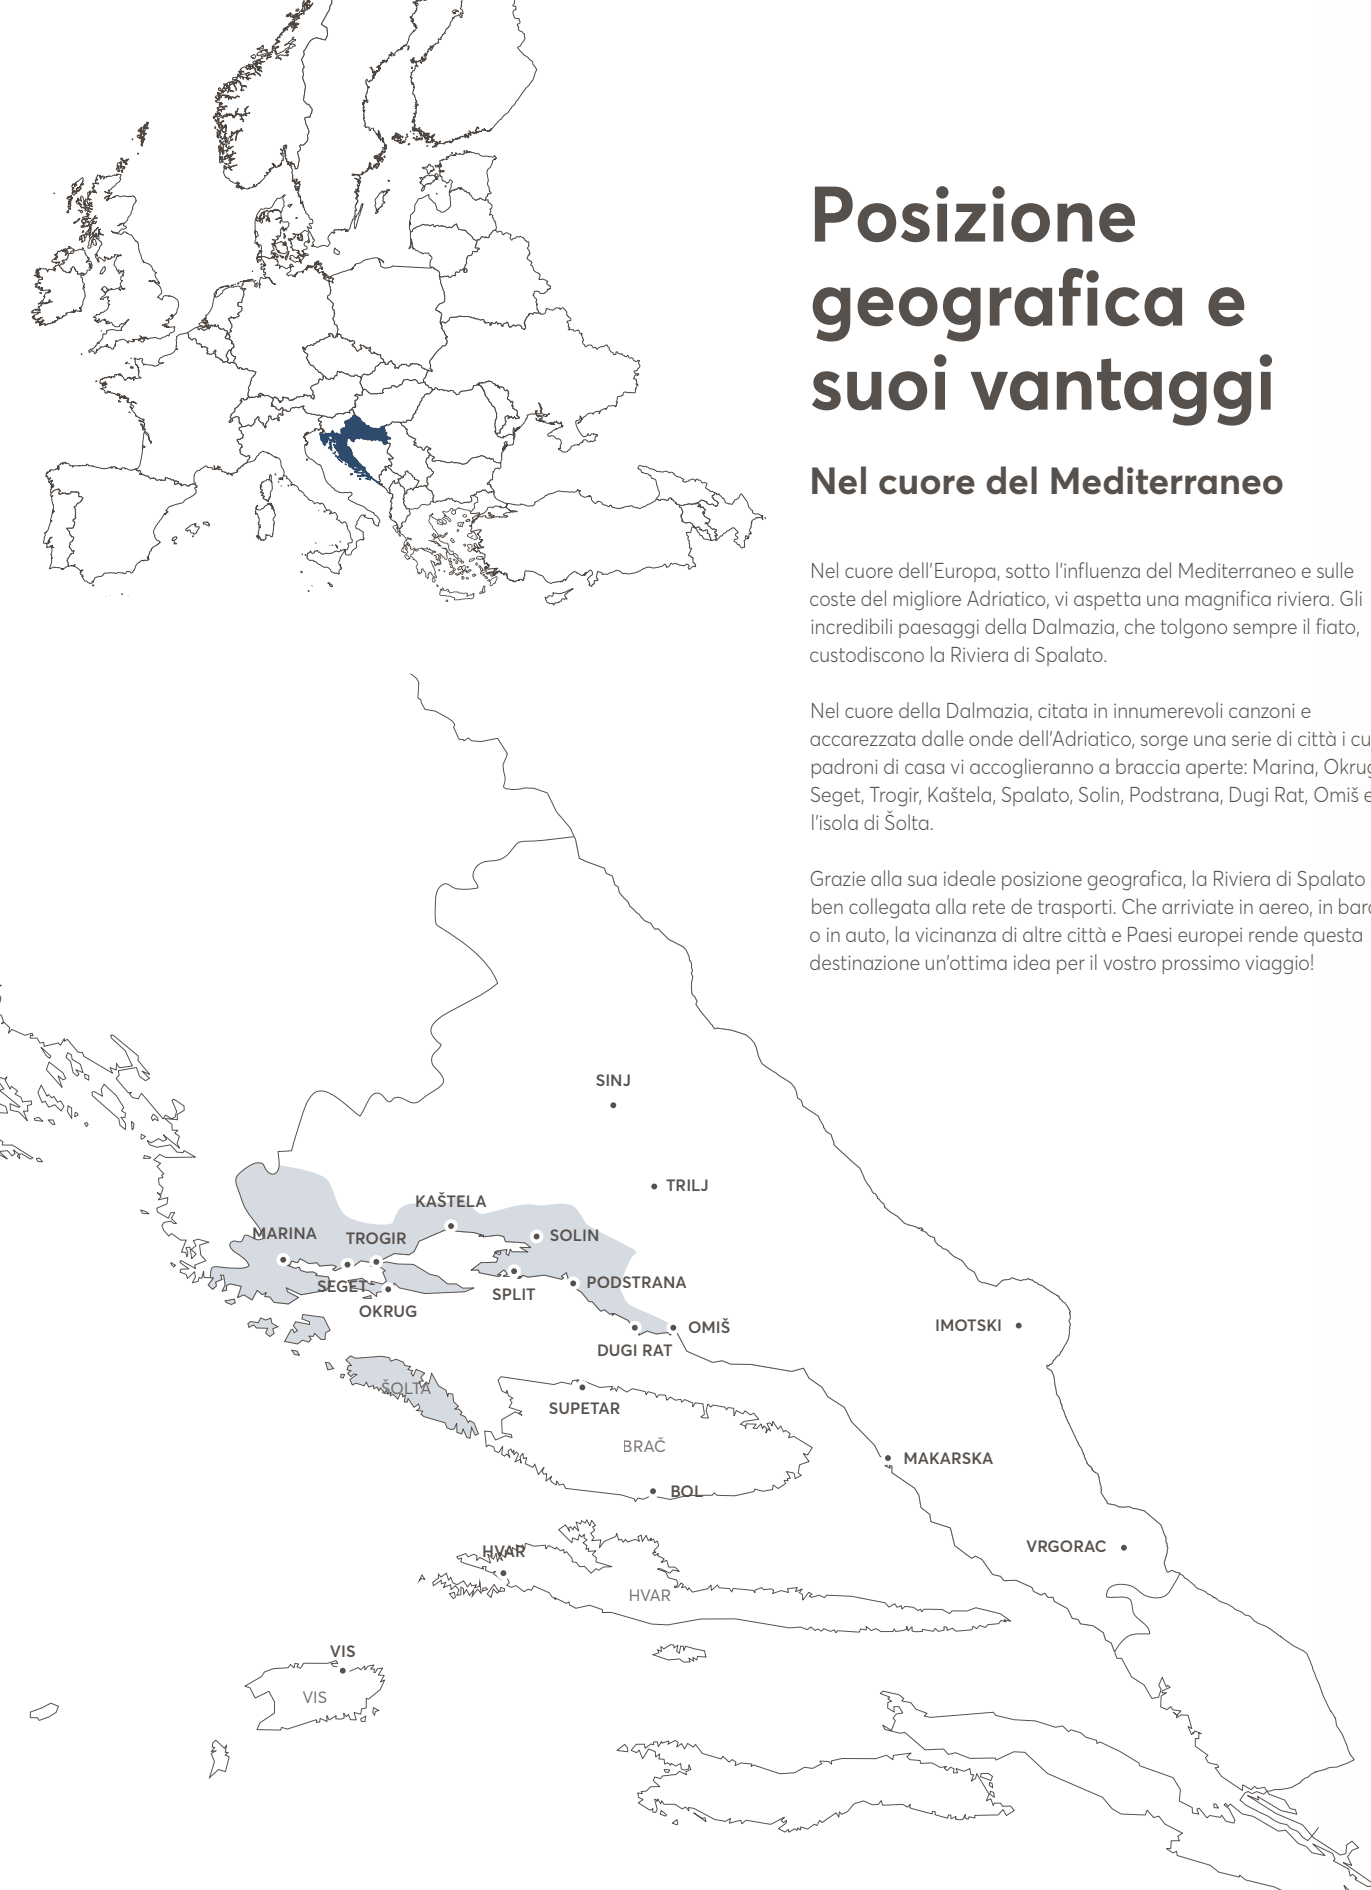 Posizione
geografica e
suoi vantaggi
Nel cuore del Mediterraneo
Nel cuore dell'Europa, sotto l'influenza del Mediterraneo e sulle
coste del migliore Adriatico, vi aspetta una magnifica riviera. Gli
incredibili paesaggi della Dalmazia, che tolgono sempre il fiato,
custodiscono la Riviera di Spalato.
Nel cuore della Dalmazia, citata in innumerevoli canzoni e
accarezzata dalle onde dell'Adriatico, sorge una serie di città i
padroni di casa vi accoglieranno a braccia aperte: Marina,
Seget, Trogir, Kaštela, Spalato, Solin, Podstrana, Dugi Rat, Omiš e
l'isola di Šolta.
Grazie alla sua ideale posizione geografica, la Riviera di Spalato
ben collegata alla rete de trasporti. Che arriviate in aereo, in
o in auto, la vicinanza di altre città e Paesi europei rende questa
destinazione un'ottima idea per il vostro prossimo viaggio!
SINJ
TRILJ
KAŠTELA
MARINA
TROGIR
SOLIN
SEGET
OKRUG
SPLIT
PODSTRANA
OMIŠ
DUGI RAT
IMOTSKI
ŠOLTA
SUPETAR
BRAČ
MAKARSKA
BOL
HVAR
VRGORAC
HVAR
VIS
VIS